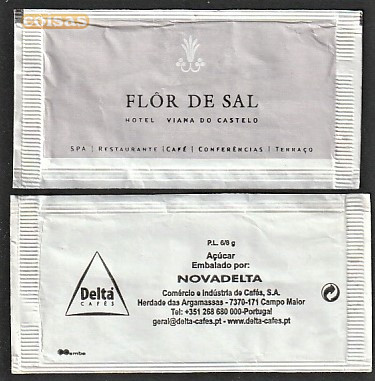 coisas
FLÔR DE SAL
HOTEL VIANA DO CASTELO
SPA | RESTAURANTE | CAFÉ | CONFERÊNCIAS | TERRAÇO
P.L. 6/8 g
Açúcar
Embalado por:
NOVADELTA
Comércio e Indústria de Cafés, S.A.
Herdade das Argamassas - 7370-171 Campo Maior
Tel: +351 268 680 000-Portugal
geral@delta-cafes.pt - www.delta-cafes.pt
Delta
CAFÉS